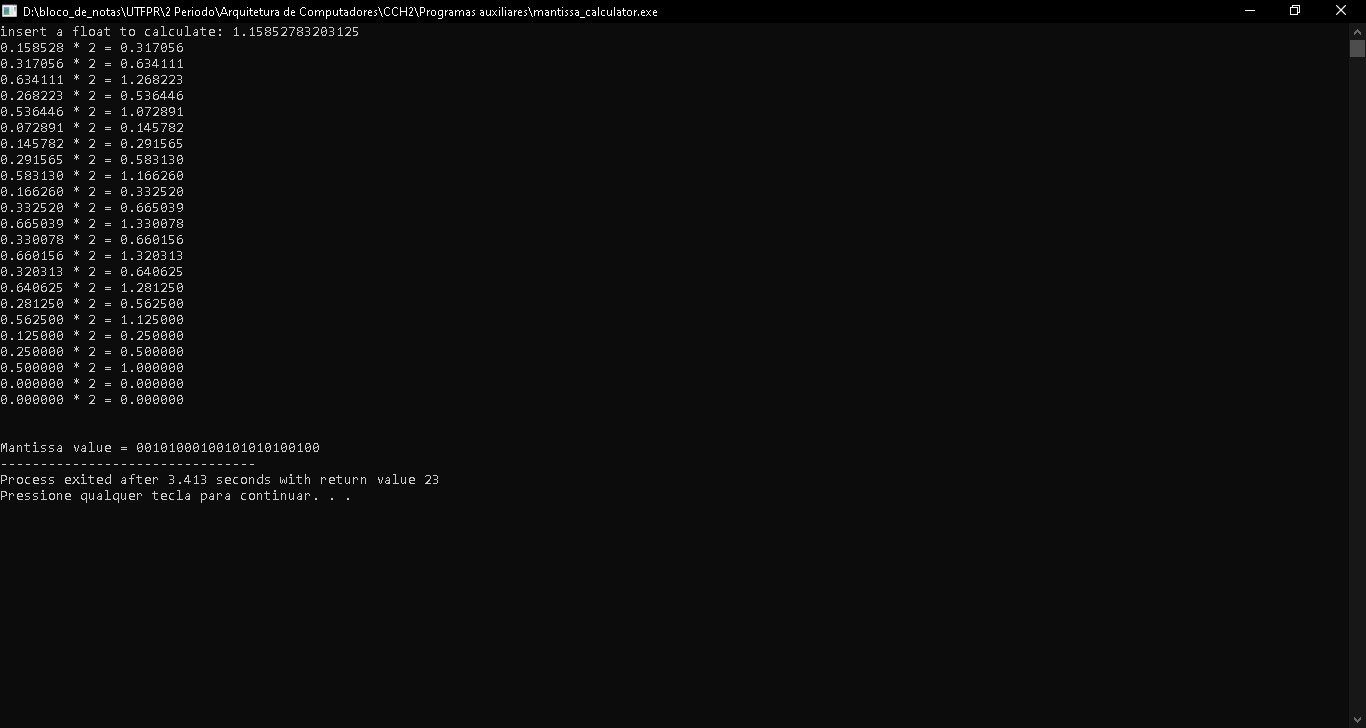 D:\bloco_de_notas\UTFPR\2 Periodo\Arquitetura de Computadores\CCH2\Programas auxiliares\mantissa_calculator.exe
insert a float to calculate: 1.15852783203125
0.158528 * 2 = 0.317056
0.317056 * 2 = 0.634111
0.634111 * 2 = 1.268223
0.268223 * 2 = 0.536446
0.536446 * 2 = 1.072891
0.072891 * 2 = 0.145782
0.145782 * 2 = 0.291565
0.291565 * 2 = 0.583130
0.583130 * 2 = 1.166260
0.166260 * 2 = 0.332520
0.332520 * 2 = 0.665039
0.665039 * 2 = 1.330078
0.330078 * 2 = 0.660156
0.660156 * 2 = 1.320313
0.320313 * 2 = 0.640625
0.640625 * 2 = 1.281250
0.281250 * 2 = 0.562500
0.562500 * 2 = 1.125000
0.125000 * 2 = 0.250000
0.250000 * 2 = 0.500000
0.500000 * 2 = 1.000000
0.000000 * 2 = 0.000000
0.000000 * 2 = 0.000000
Mantissa value = 00101000100101010100100
--------------------------------
Process exited after 3.413 seconds with return value 23
Pressione qualquer tecla para continuar. . .